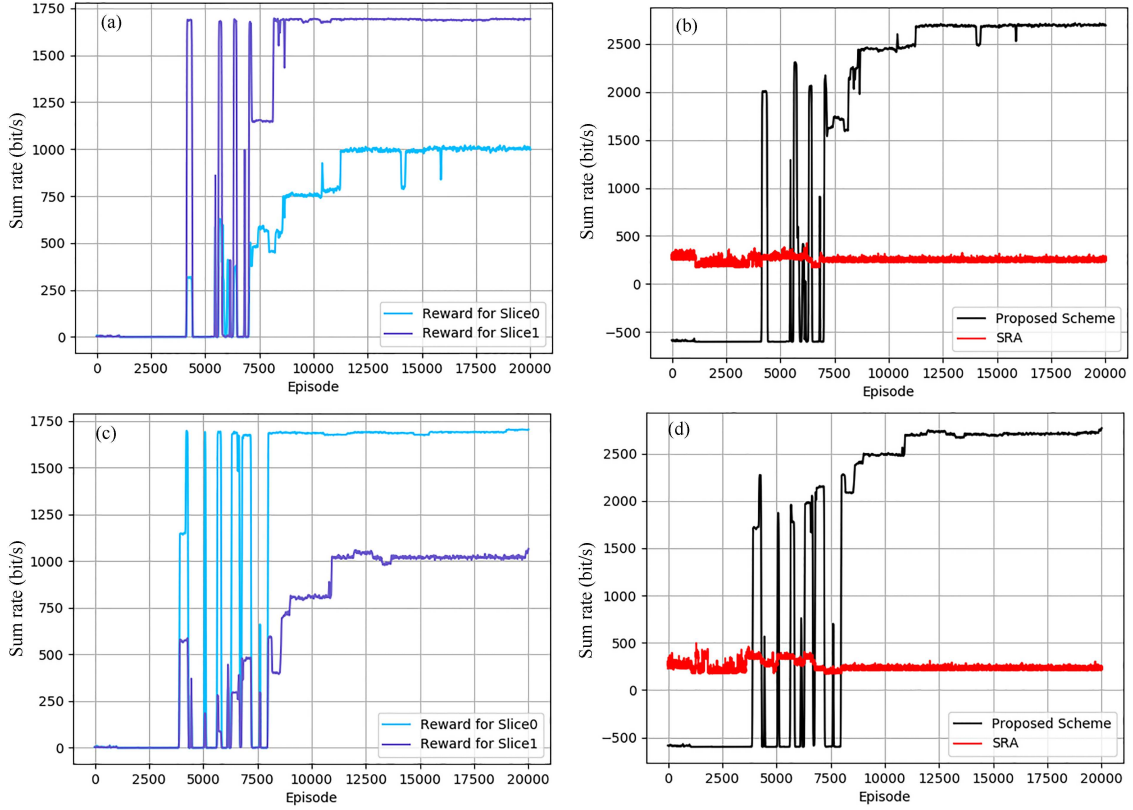 (a)
1750
1500
1250
1000
750
500
250
0
Sum rate (bit/s)
0 2500 5000 7500 10000 12500 15000 17500 20000
Episode
Reward for Slice0
Reward for Slice1
(b)
2500
2000
1500
1000
500
0
−500
Sum rate (bit/s)
0 2500 5000 7500 10000 12500 15000 17500 20000
Episode
Proposed Scheme
SRA
(c)
1750
1500
1250
1000
750
500
250
0
Sum rate (bit/s)
0 2500 5000 7500 10000 12500 15000 17500 20000
Episode
Reward for Slice0
Reward for Slice1
(d)
2500
2000
1500
1000
500
0
−500
Sum rate (bit/s)
0 2500 5000 7500 10000 12500 15000 17500 20000
Episode
Proposed Scheme
SRA